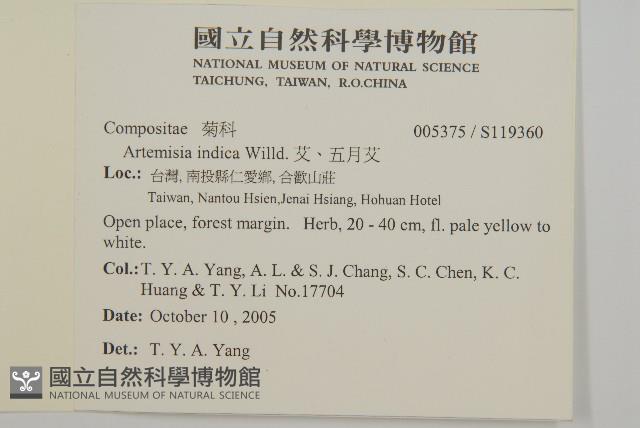 國立自然科學博物館
NATIONAL MUSEUM OF NATURAL SCIENCE
TAICHUNG, TAIWAN, R.O.CHINA
Compositae 菊科 005375 / S119360
Artemisia indica Willd. 艾、五月艾
Loc.: 台灣, 南投縣仁愛鄉, 合歡山莊
Taiwan, Nantou Hsien,Jenai Hsiang, Hohuan Hotel
Open place, forest margin. Herb, 20 - 40 cm, fl. pale yellow to
white.
Col.: T. Y. A. Yang, A. L. & S. J. Chang, S. C. Chen, K. C.
Huang & T. Y. Li No.17704
Date: October 10 , 2005
Det.: T. Y. A. Yang
國立自然科學博物館
NATIONAL MUSEUM OF NATURAL SCIENCE